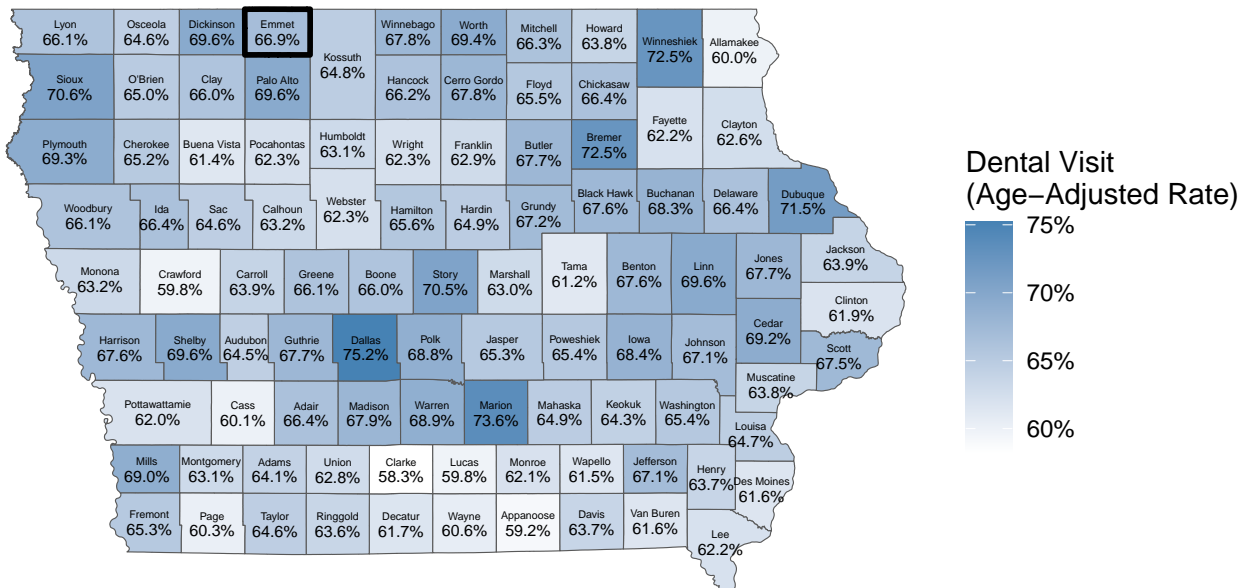 Lyon
66.1%
Osceola
64.6%
Dickinson
69.6%
Emmet
66.9%
Kossuth
64.8%
Winnebago
67.8%
Worth
69.4%
Mitchell
66.3%
Howard
63.8%
Winneshiek
72.5%
Allamakee
60.0%
Sioux
70.6%
O'Brien
65.0%
Clay
66.0%
Palo Alto
69.6%
Hancock
66.2%
Cerro Gordo
67.8%
Floyd
65.5%
Chickasaw
66.4%
Fayette
62.2%
Clayton
62.6%
Plymouth
69.3%
Cherokee
65.2%
Buena Vista
61.4%
Pocahontas
62.3%
Humboldt
63.1%
Wright
62.3%
Franklin
62.9%
Butler
67.7%
Bremer
72.5%
Woodbury
66.1%
Ida
66.4%
Sac
64.6%
Calhoun
63.2%
Webster
62.3%
Hamilton
65.6%
Hardin
64.9%
Grundy
67.2%
Black Hawk
67.6%
Buchanan
68.3%
Delaware
66.4%
Dubuque
71.5%
Monona
63.2%
Crawford
59.8%
Carroll
63.9%
Greene
66.1%
Boone
66.0%
Story
70.5%
Marshall
63.0%
Tama
61.2%
Benton
67.6%
Linn
69.6%
Jones
67.7%
Jackson
63.9%
Clinton
61.9%
Harrison
67.6%
Shelby
69.6%
Audubon
64.5%
Guthrie
67.7%
Dallas
75.2%
Polk
68.8%
Jasper
65.3%
Poweshiek
65.4%
Iowa
68.4%
Johnson
67.1%
Cedar
69.2%
Scott
67.5%
Muscatine
63.8%
Pottawattamie
62.0%
Cass
60.1%
Adair
66.4%
Madison
67.9%
Warren
68.9%
Marion
73.6%
Mahaska
64.9%
Keokuk
64.3%
Washington
65.4%
Louisa
64.7%
Mills
69.0%
Montgomery
63.1%
Adams
64.1%
Union
62.8%
Clarke
58.3%
Lucas
59.8%
Monroe
62.1%
Wapello
61.5%
Jefferson
67.1%
Henry
63.7%
Des Moines
61.6%
Fremont
65.3%
Page
60.3%
Taylor
64.6%
Ringgold
63.6%
Decatur
61.7%
Wayne
60.6%
Appanoose
59.2%
Davis
63.7%
Van Buren
61.6%
Lee
62.2%
Dental Visit
(Age−Adjusted Rate)
75%
70%
65%
60%